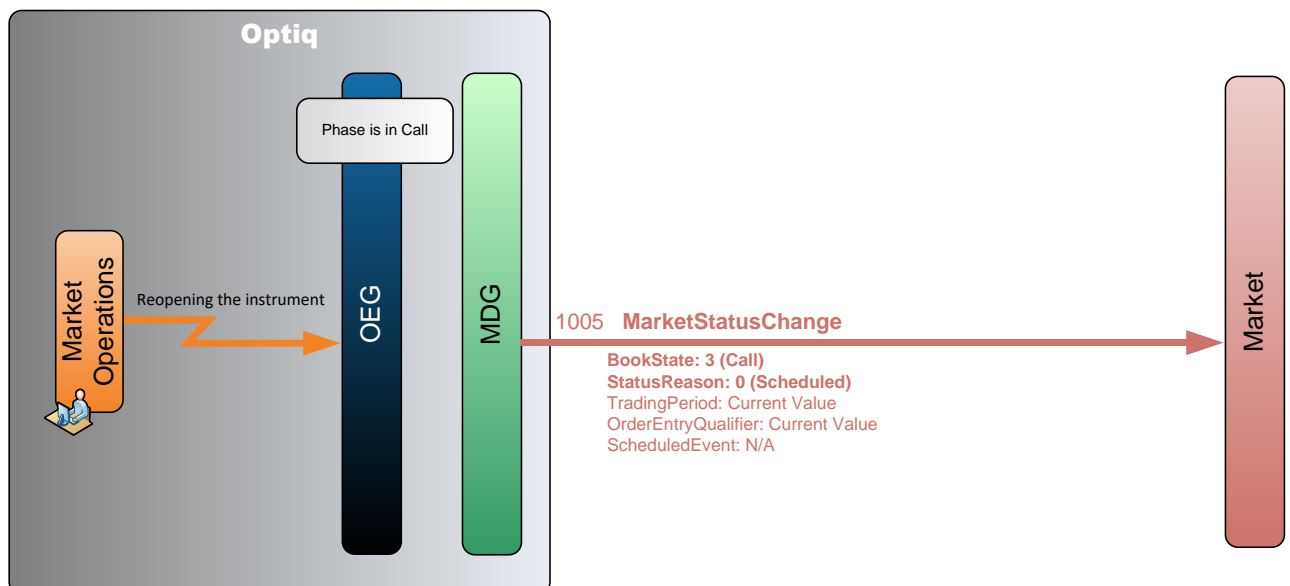 Optiq
Phase is in Call
Market
Operations
Reopening the instrument
OEG
MDG
1005 MarketStatusChange
BookState: 3 (Call)
StatusReason: 0 (Scheduled)
TradingPeriod: Current Value
OrderEntryQualifier: Current Value
ScheduledEvent: N/A
Market